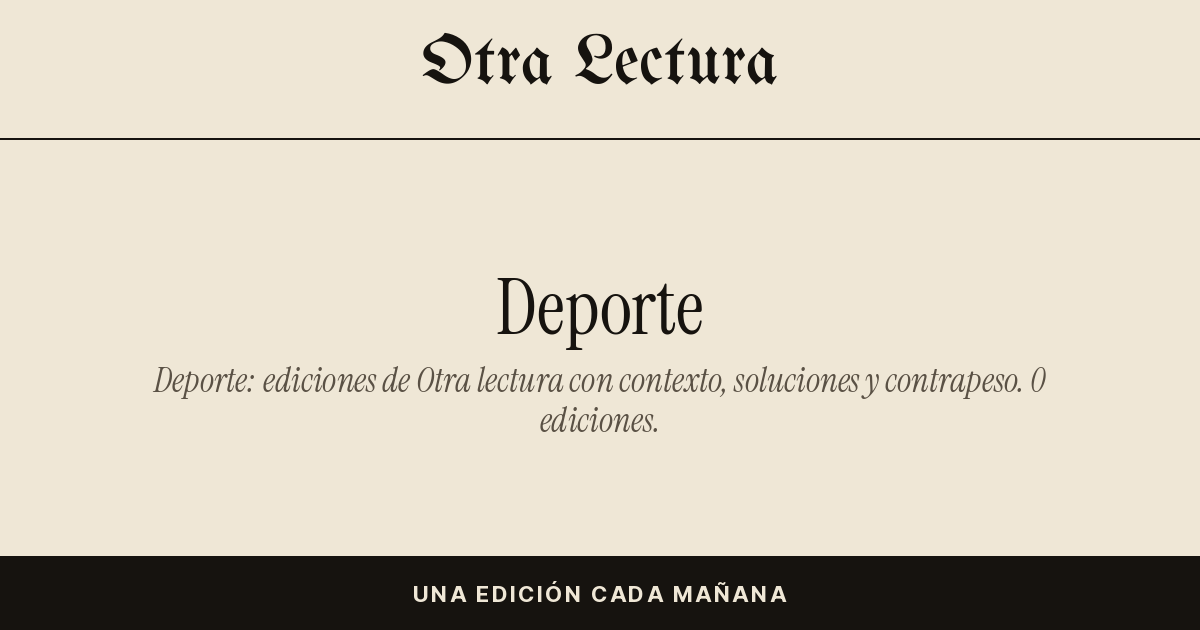 Otra Lectura
Deporte
Deporte: ediciones de Otra lectura con contexto, soluciones y contrapeso. 0
ediciones.
UNA EDICIÓN CADA MAÑANA